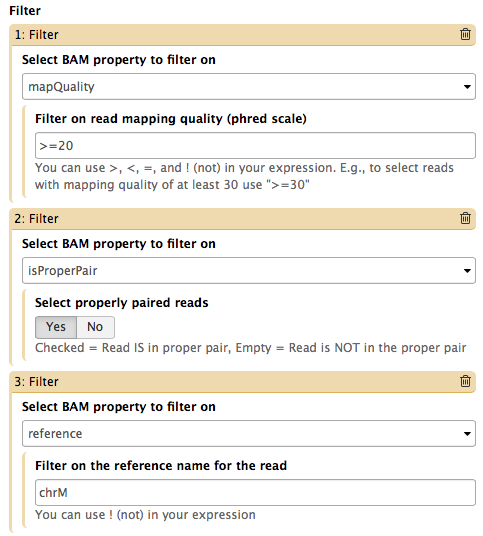 Filter
1: Filter
Select BAM property to filter on
mapQuality
Filter on read mapping quality (phred scale)
>=20
You can use >, <, =, and ! (not) in your expression. E.g., to select reads
with mapping quality of at least 30 use ">=30"
2: Filter
Select BAM property to filter on
isProperPair
Select properly paired reads
Yes No
Checked = Read IS in proper pair, Empty = Read is NOT in the proper pair
3: Filter
Select BAM property to filter on
reference
Filter on the reference name for the read
chrM
You can use ! (not) in your expression